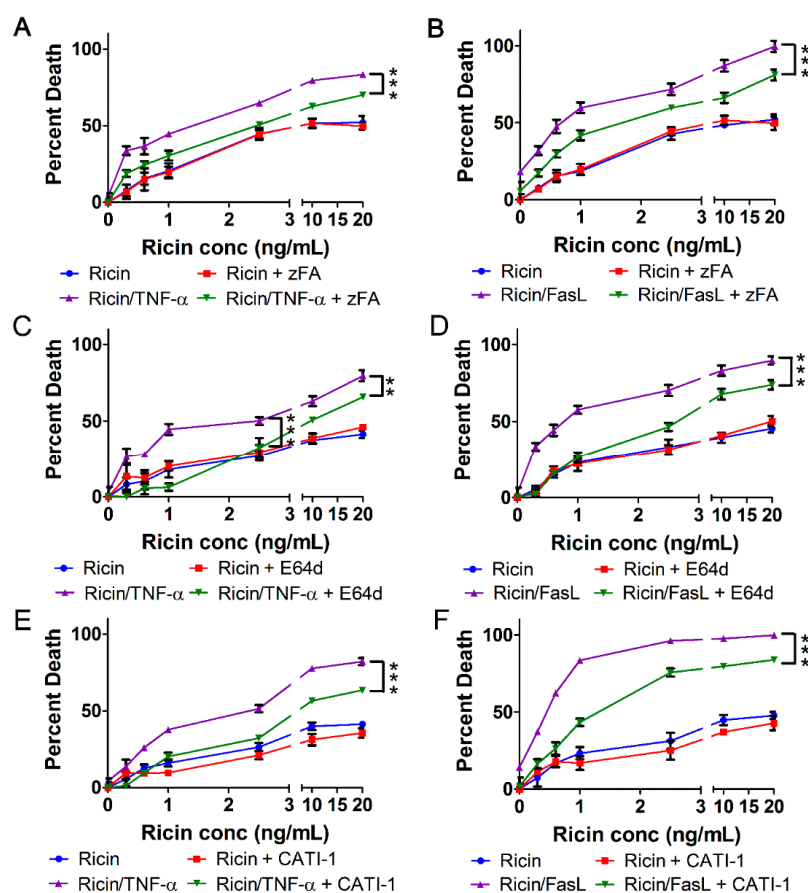 A
Percent Death
100
50
0
0 1 2 3 10 15 20
***
Ricin conc (ng/mL)
Ricin Ricin + zFA
Ricin/TNF-α Ricin/TNF-α + zFA
B
Percent Death
100
50
0
0 1 2 3 10 15 20
***
Ricin conc (ng/mL)
Ricin Ricin + zFA
Ricin/FasL Ricin/FasL + zFA
C
Percent Death
100
50
0
0 1 2 3 10 15 20
***
**
Ricin conc (ng/mL)
Ricin Ricin + E64d
Ricin/TNF-α Ricin/TNF-α + E64d
D
Percent Death
100
50
0
0 1 2 3 10 15 20
***
Ricin conc (ng/mL)
Ricin Ricin + E64d
Ricin/FasL Ricin/FasL + E64d
E
Percent Death
100
50
0
0 1 2 3 10 15 20
***
Ricin conc (ng/mL)
Ricin Ricin + CATI-1
Ricin/TNF-α Ricin/TNF-α + CATI-1
F
Percent Death
100
50
0
0 1 2 3 10 15 20
***
Ricin conc (ng/mL)
Ricin Ricin + CATI-1
Ricin/FasL Ricin/FasL + CATI-1